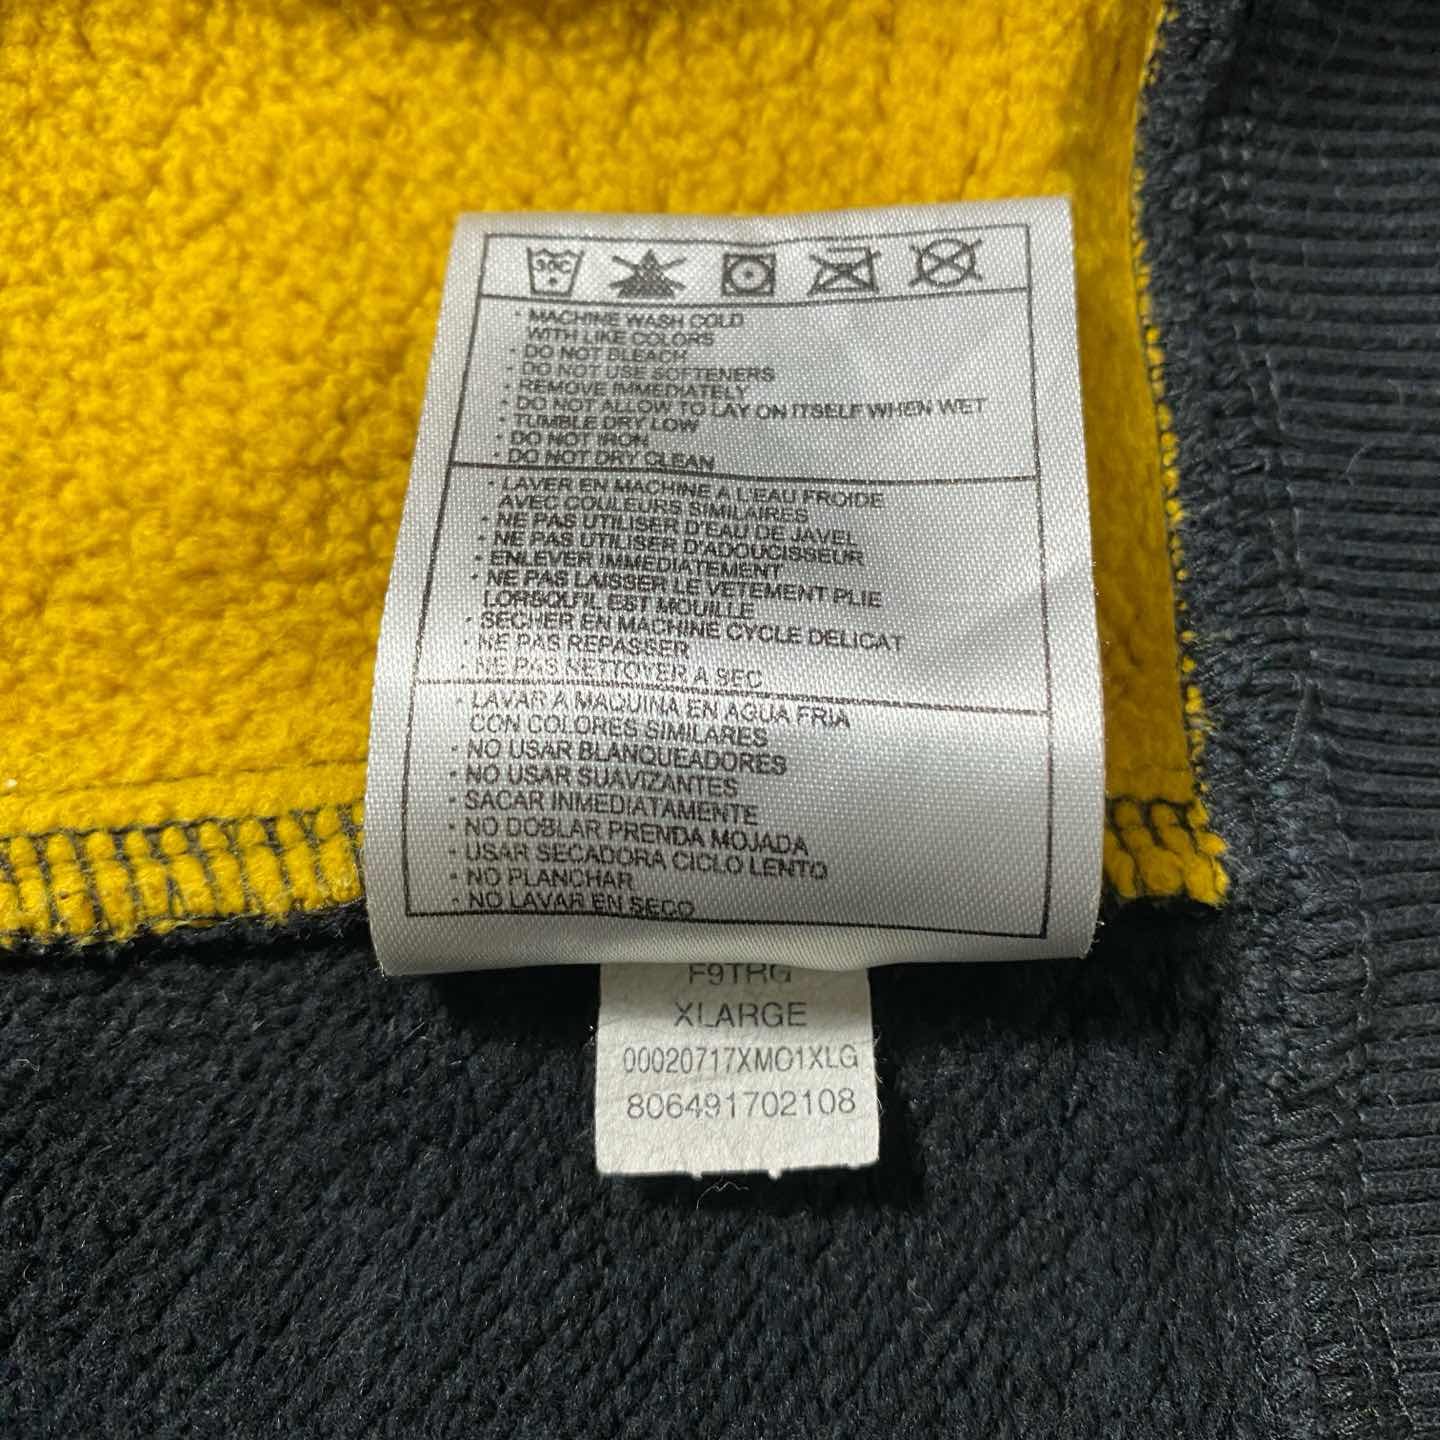 30C
• MACHINE WASH COLD
WITH LIKE COLORS
• DO NOT BLEACH
• DO NOT USE SOFTENERS
• REMOVE IMMEDIATELY
• DO NOT ALLOW TO LAY ON ITSELF WHEN WET
• TUMBLE DRY LOW
• DO NOT IRON
• DO NOT DRY CLEAN
• LAVER EN MACHINE A L'EAU FROIDE
AVEC COULEURS SIMILAIRES
• NE PAS UTILISER D'EAU DE JAVEL
• NE PAS UTILISER D'ADOUCISSEUR
• ENLEVER IMMEDIATEMENT
• NE PAS LAISSER LE VETEMENT PLIE
LORSQU'IL EST MOUILLE
• SECHER EN MACHINE CYCLE DELICAT
• NE PAS REPASSER
• NE PAS NETTOYER A SEC
• LAVAR A MAQUINA EN AGUA FRIA
CON COLORES SIMILARES
• NO USAR BLANQUEADORES
• NO USAR SUAVIZANTES
• SACAR INMEDIATAMENTE
• NO DOBLAR PRENDA MOJADA
• USAR SECADORA CICLO LENTO
• NO PLANCHAR
• NO LAVAR EN SECO
F9TRG
XLARGE
00020717XMO1XLG
806491702108